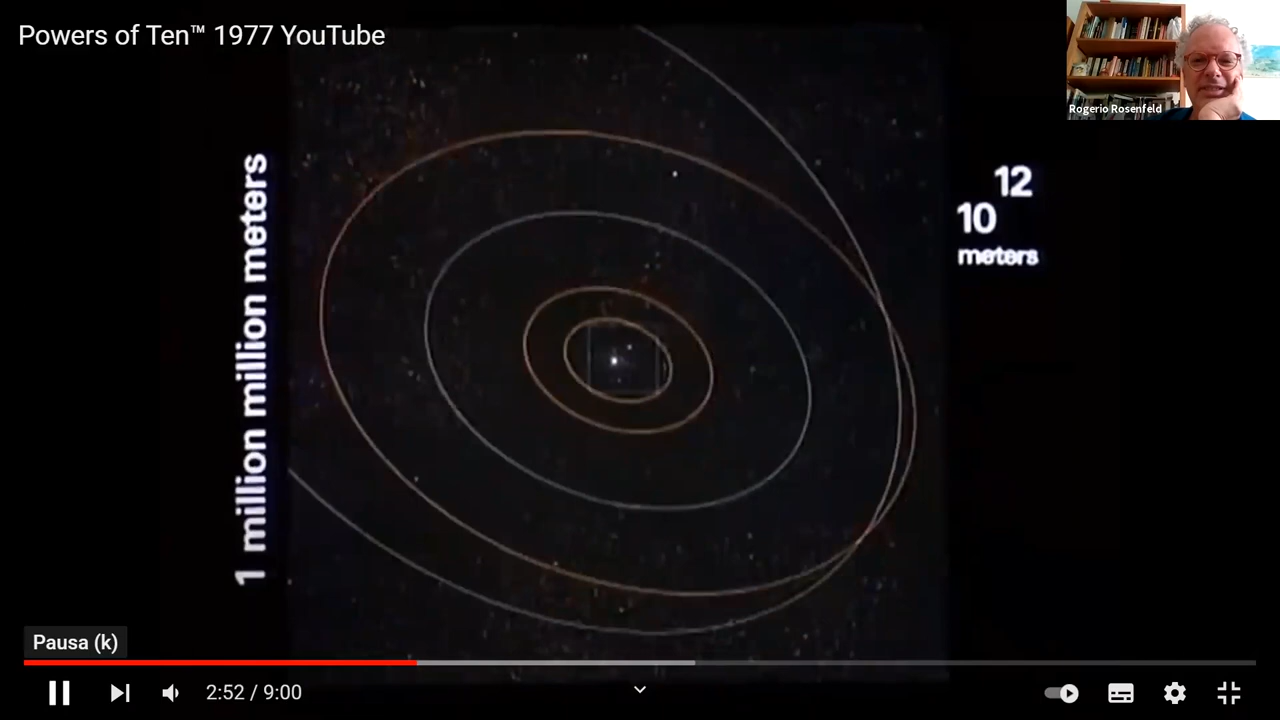 Powers of Ten™ 1977 YouTube
Rogerio Rosenfeld
1 million million meters
12
10
meters
Pausa (k)
2:52 / 9:00